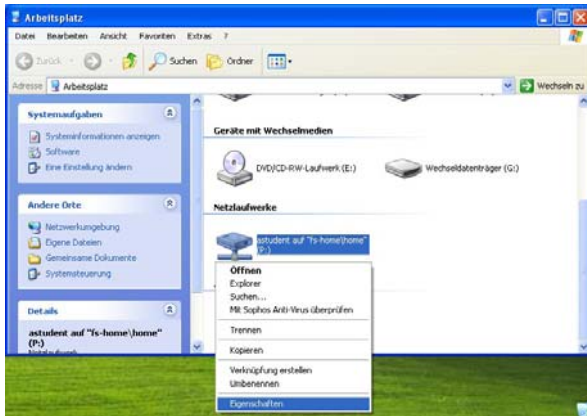 Arbeitsplatz
Datei Bearbeiten Ansicht Favoriten Extras ?
Zurück Suchen Ordner
Adresse Arbeitsplatz Wechseln zu
Systemaufgaben
Systeminformationen anzeigen
Software
Eine Einstellung ändern
Andere Orte
Netzwerkumgebung
Eigene Dateien
Gemeinsame Dokumente
Systemsteuerung
Details
astudent auf "fs-home\home"
(P:)
Netzlaufwerk
Geräte mit Wechselmedien
DVD/CD-RW-Laufwerk (E:) Wechseldatenträger (G:)
Netzlaufwerke
astudent auf "fs-home\home"
(P:)
Öffnen
Explorer
Suchen...
Mit Sophos Anti-Virus überprüfen
Trennen
Kopieren
Verknüpfung erstellen
Umbenennen
Eigenschaften